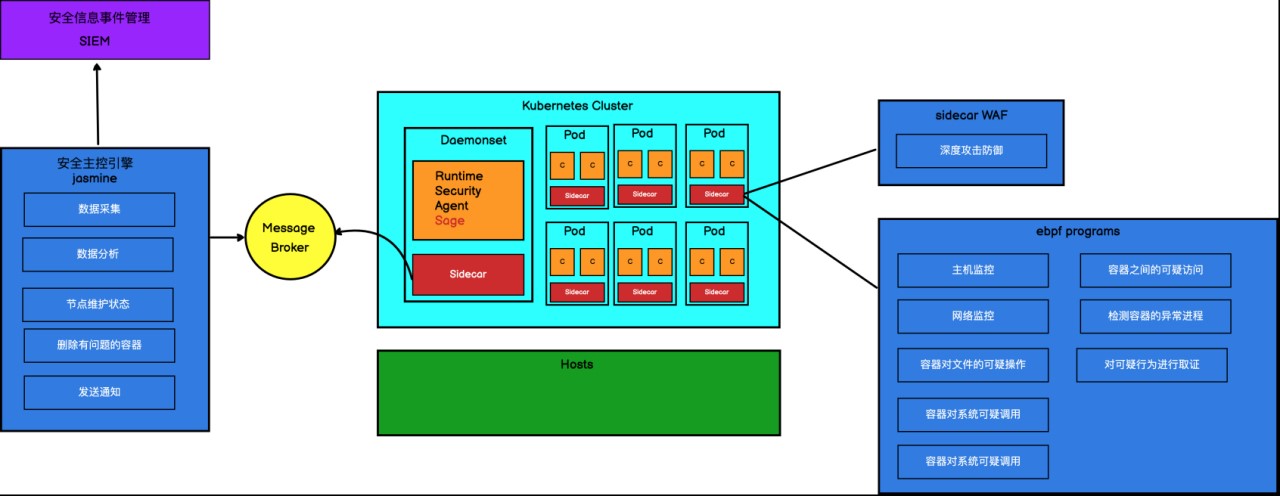 安全信息事件管理
SIEM
安全主控引擎
jasmine
数据采集
数据分析
节点维护状态
删除有问题的容器
发送通知
Message
Broker
Kubernetes Cluster
Daemonset
Runtime
Security
Agent
Sage
Sidecar
Pod
C C
Sidecar
Pod
C C
Sidecar
Pod
C C
Sidecar
Pod
C C
Sidecar
Pod
C C
Sidecar
Pod
C C
Sidecar
Hosts
sidecar WAF
深度攻击防御
ebpf programs
主机监控
容器之间的可疑访问
网络监控
检测容器的异常进程
容器对文件的可疑操作
对可疑行为进行取证
容器对系统可疑调用
容器对系统可疑调用